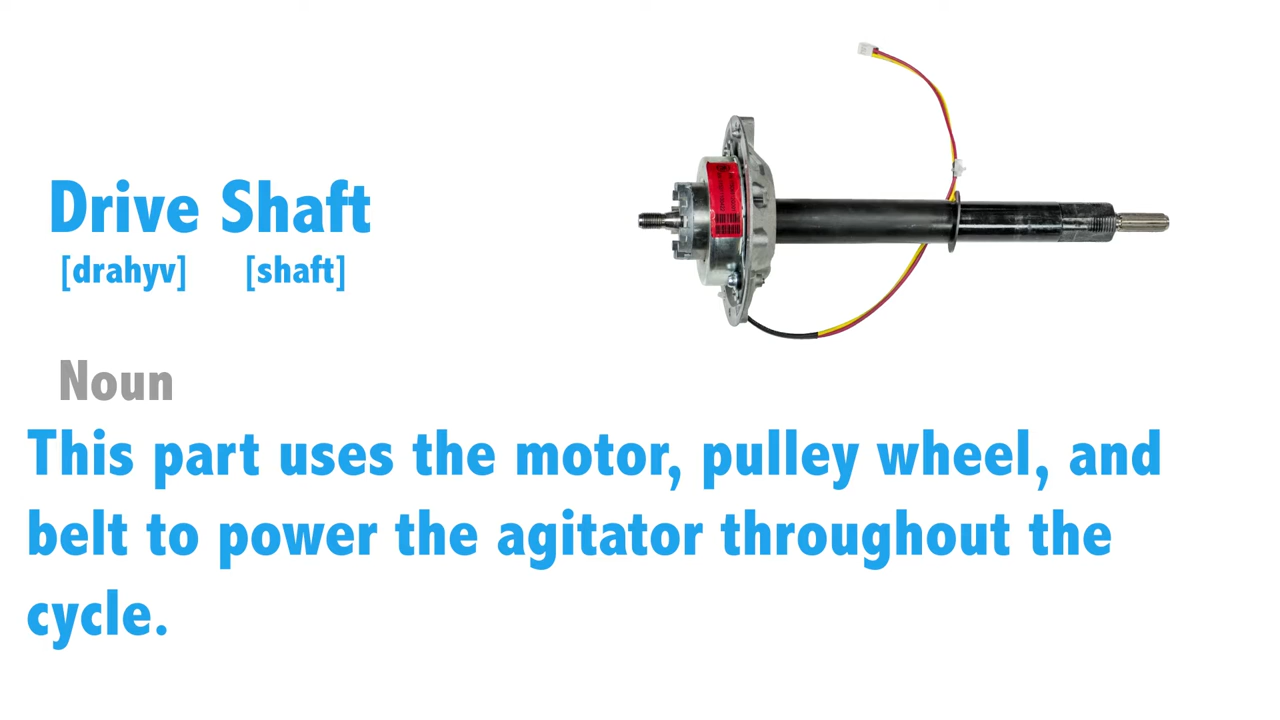 Drive Shaft
[drahyv] [shaft]
Noun
This part uses the motor, pulley wheel, and
belt to power the agitator throughout the
cycle.